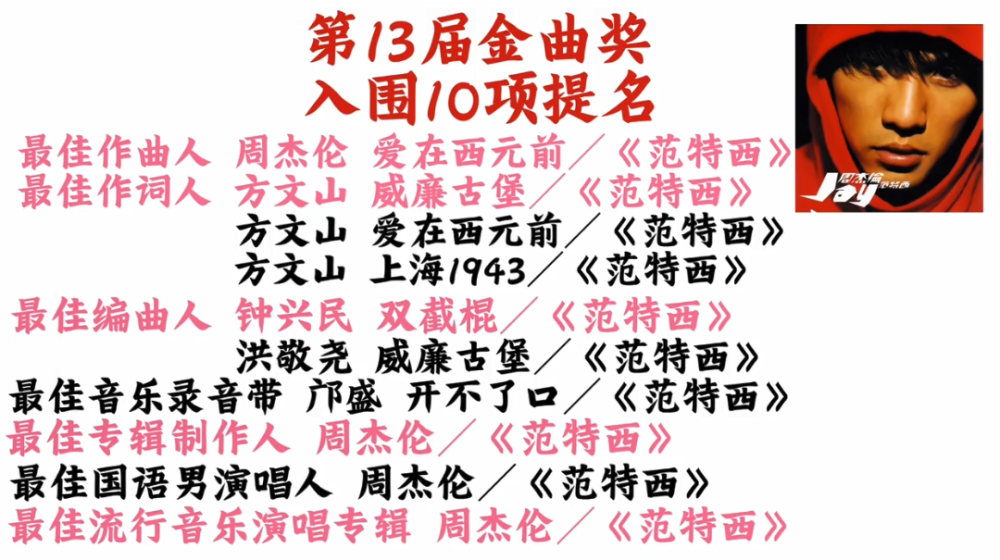 第13届金曲奖
入围10项提名
最佳作曲人 周杰伦 爱在西元前／《范特西》
最佳作词人 方文山 威廉古堡／《范特西》
方文山 爱在西元前／《范特西》
方文山 上海1943／《范特西》
最佳编曲人 钟兴民 双截棍／《范特西》
洪敬尧 威廉古堡／《范特西》
最佳音乐录音带 邝盛 开不了口／《范特西》
最佳专辑制作人 周杰伦／《范特西》
最佳国语男演唱人 周杰伦／《范特西》
最佳流行音乐演唱专辑 周杰伦／《范特西》
周杰倫
Jay
范特西